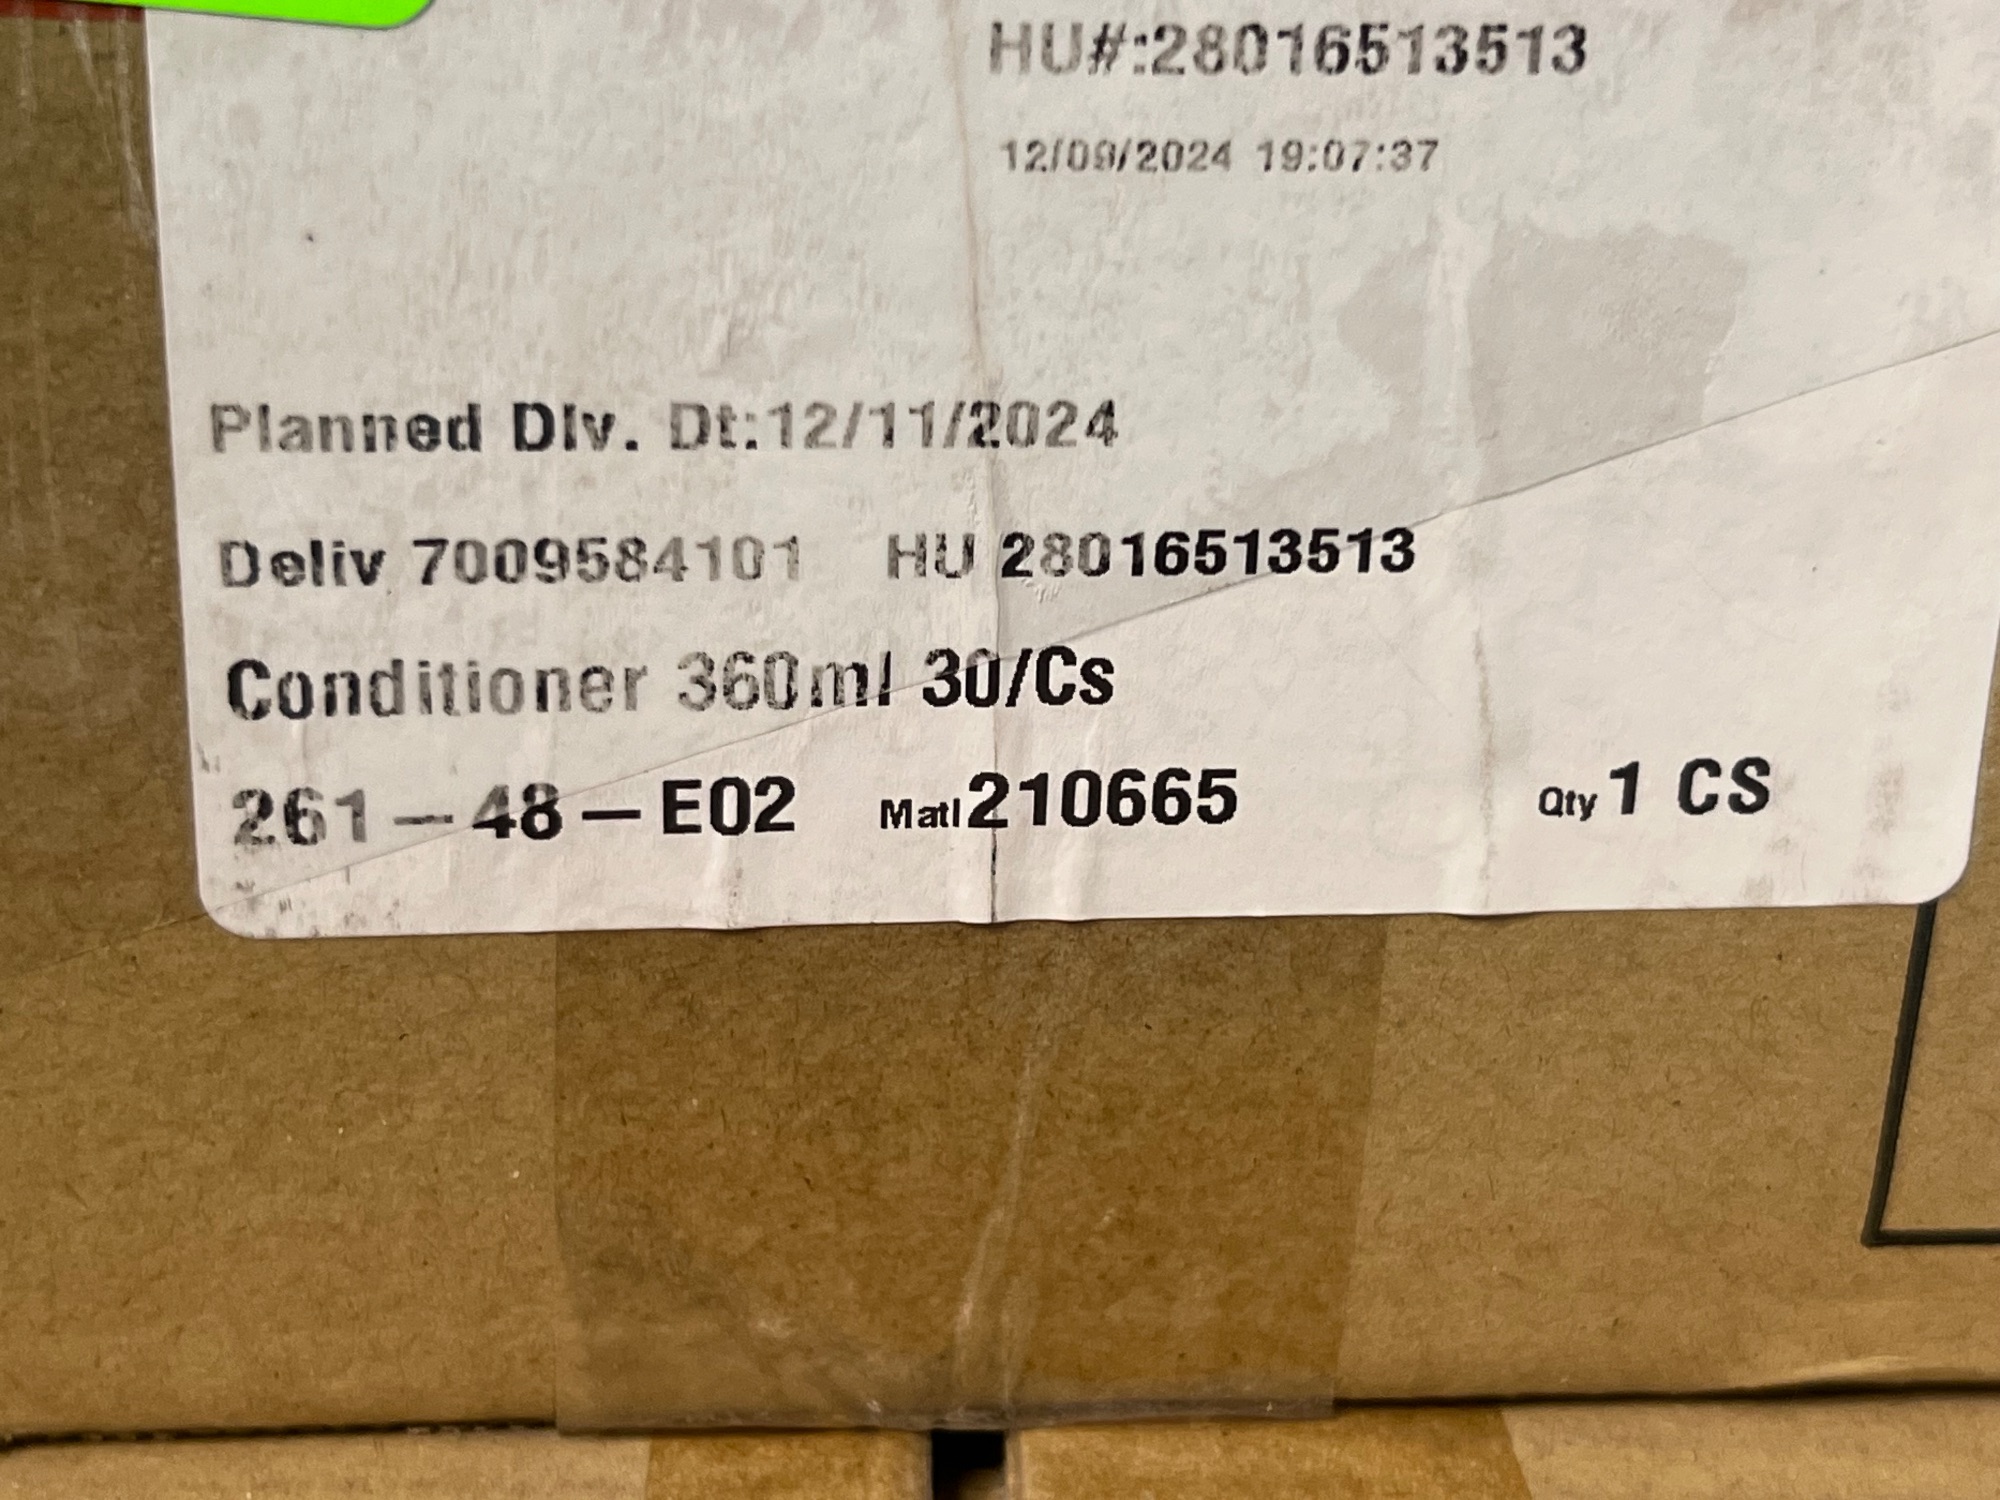 HU#:28016513513
12/09/2024 19:07:37
Planned Dlv. Dt:12/11/2024
Deliv 7009584101 HU 28016513513
Conditioner 360ml 30/Cs
261-48-E02 Matl 210665 Qty 1 CS